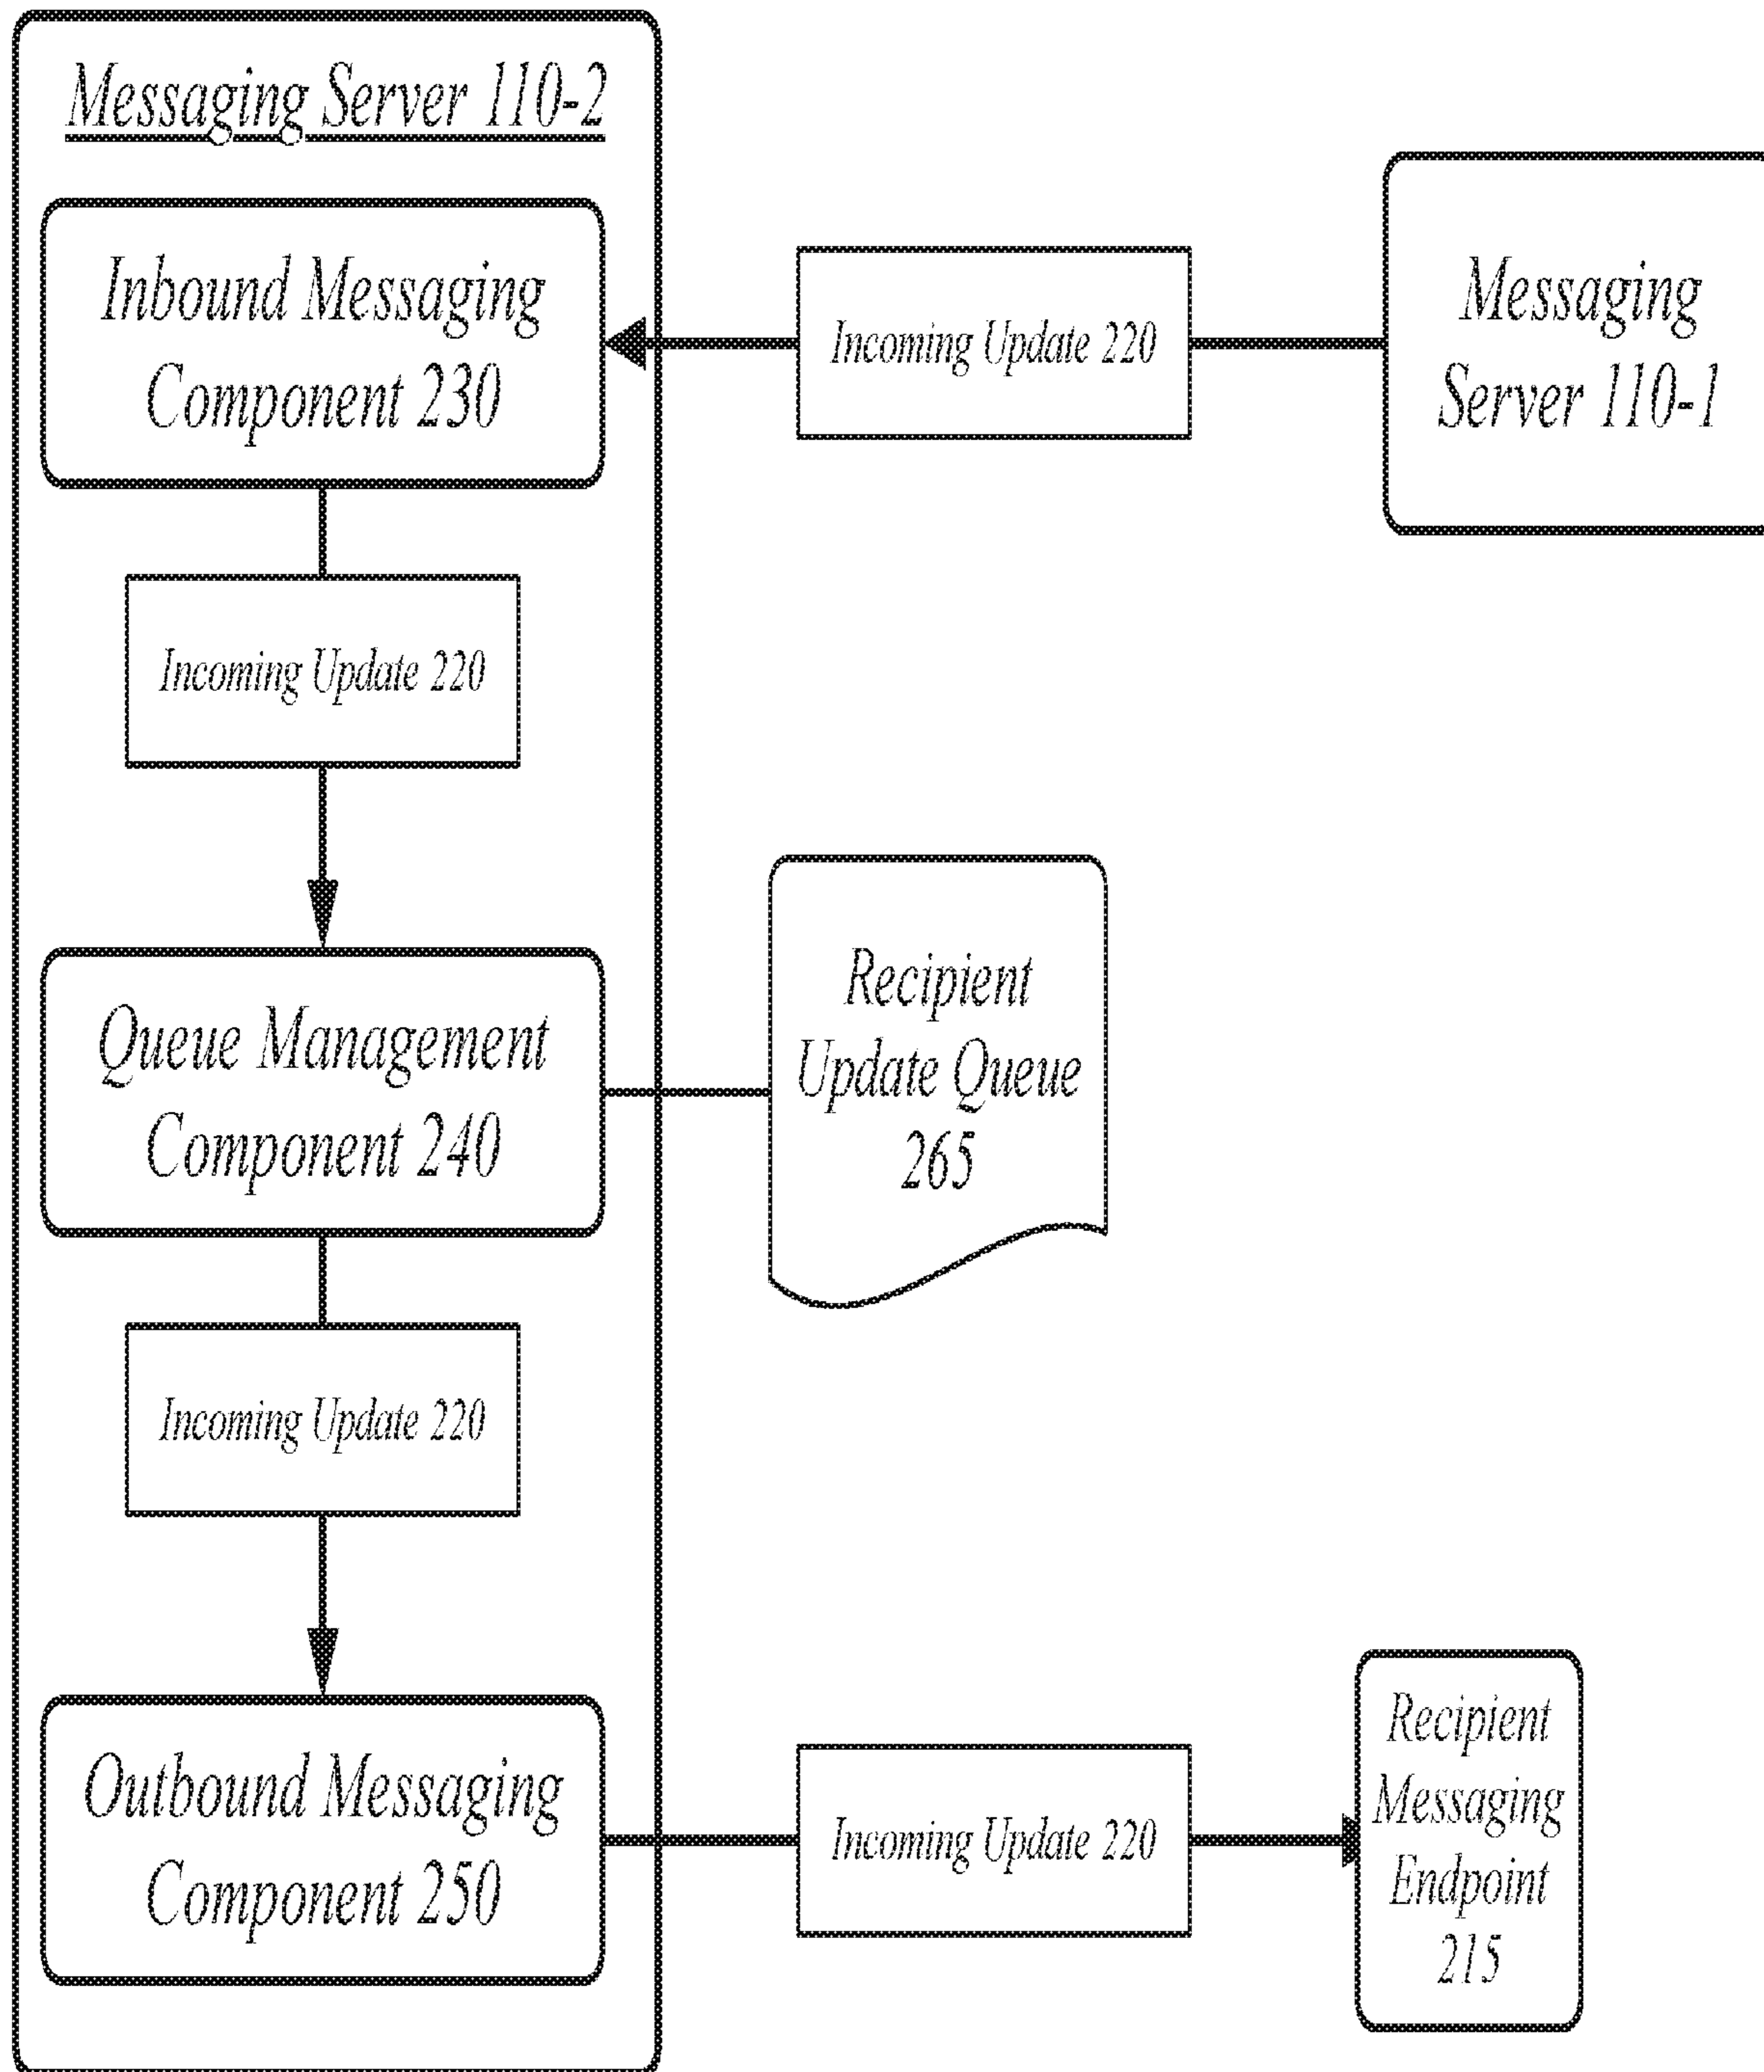 Messaging Server 110-2
Inbound Messaging
Component 230
Incoming Update 220
Messaging
Server 110-1
Incoming Update 220
Queue Management
Component 240
Recipient
Update Queue
265
Incoming Update 220
Outbound Messaging
Component 250
Incoming Update 220
Recipient
Messaging
Endpoint
215